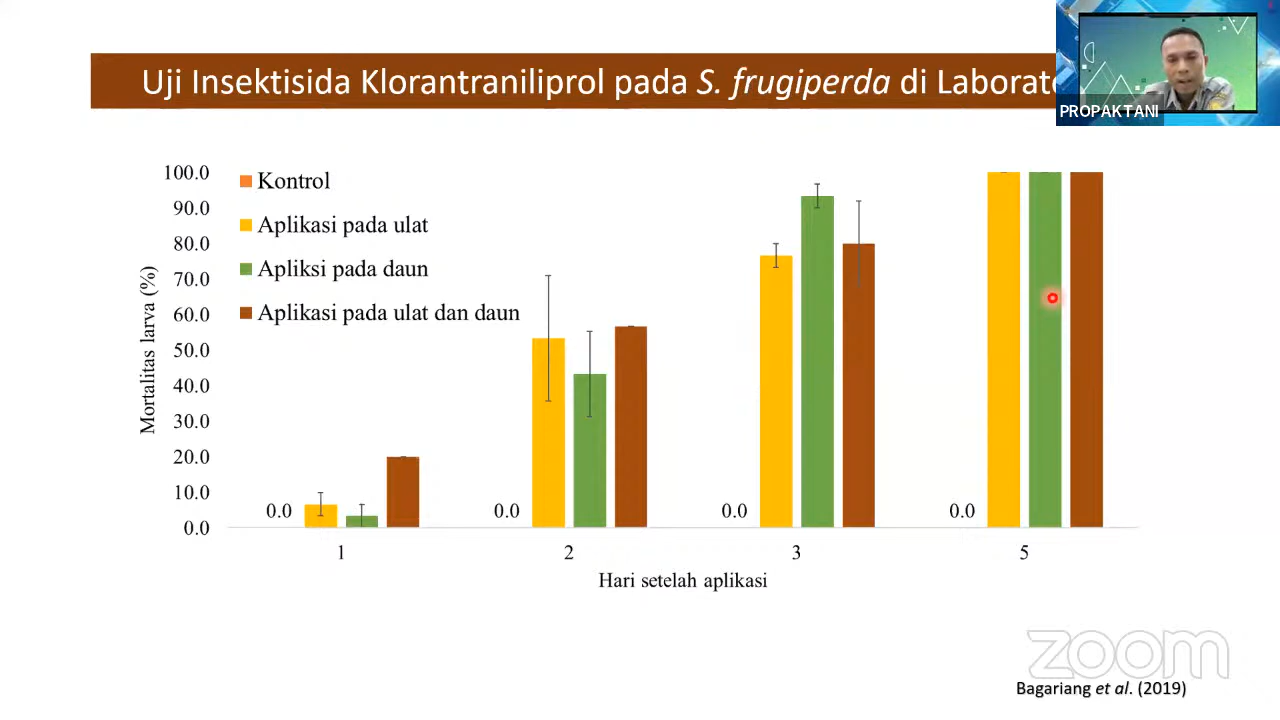 Uji Insektisida Klorantraniliprol pada S. frugiperda di Laborato
PROPAKTANI
Kontrol
Aplikasi pada ulat
Apliksi pada daun
Aplikasi pada ulat dan daun
Mortalitas larva (%)
100.0
90.0
80.0
70.0
60.0
50.0
40.0
30.0
20.0
10.0
0.0
0.0
0.0
0.0
0.0
1
2
3
5
Hari setelah aplikasi
zoom
Bagariang et al. (2019)